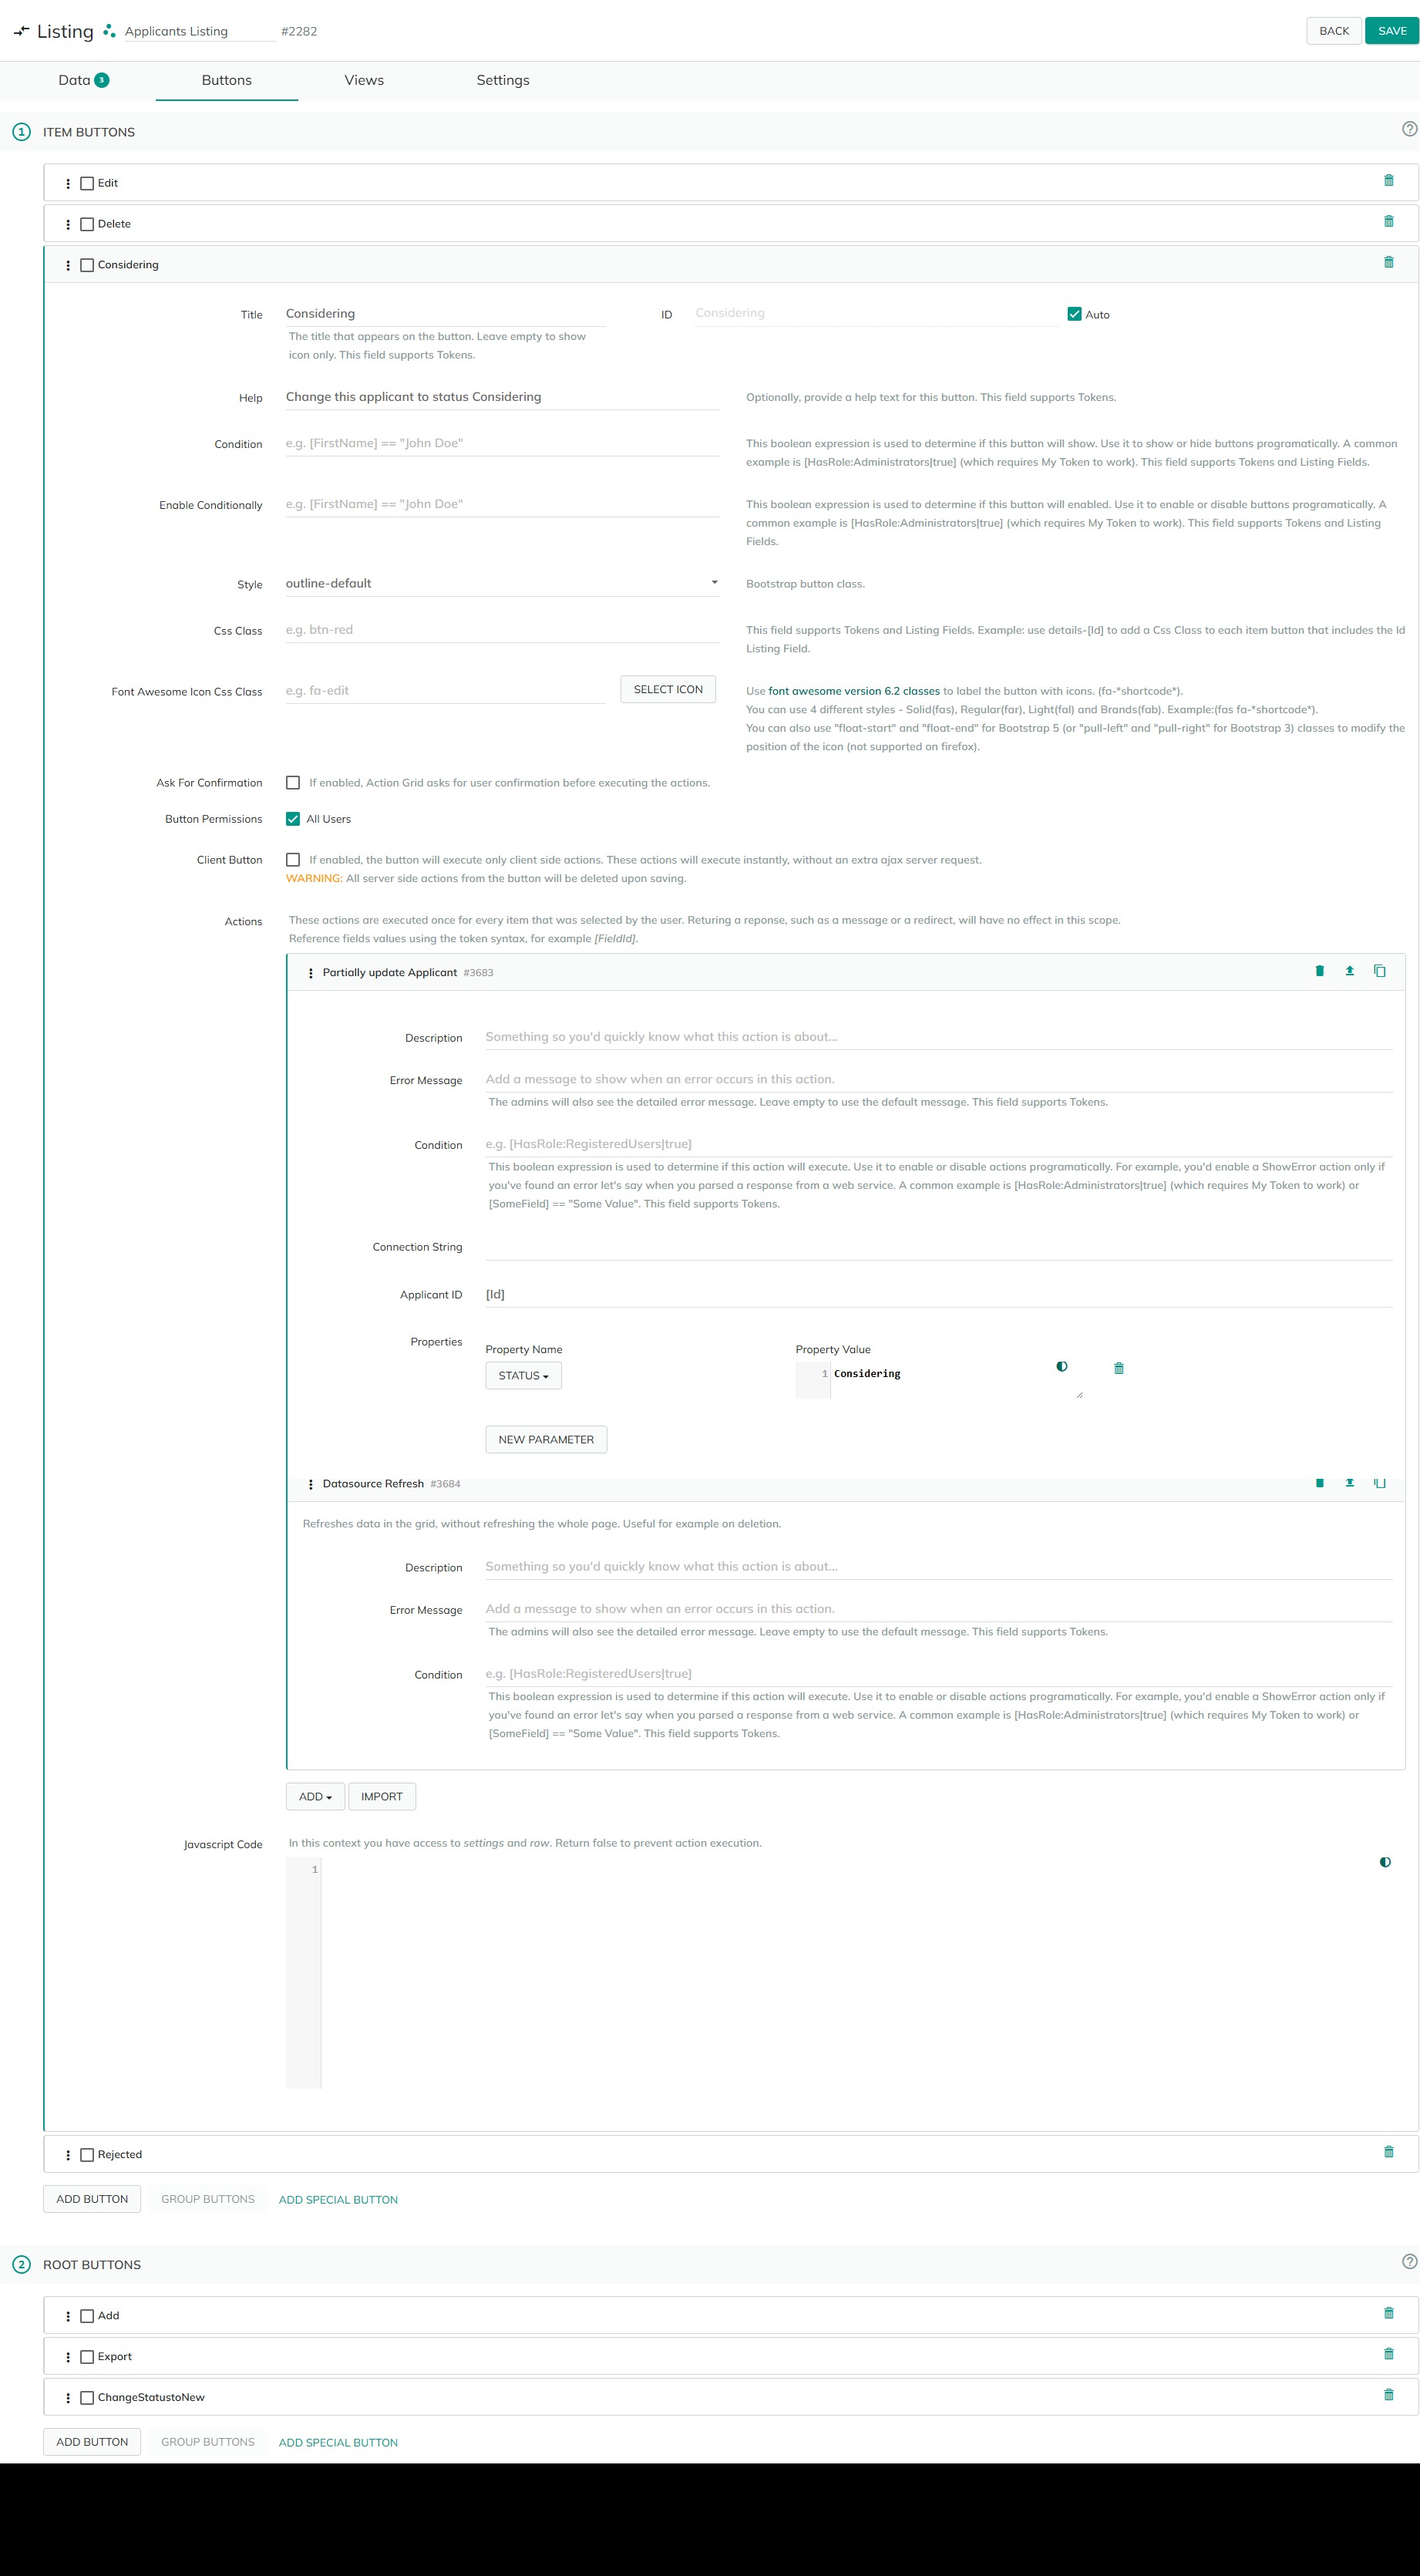 Listing Applicants Listing #2282 BACK SAVE
Data 3 Buttons Views Settings
1 ITEM BUTTONS
Edit
Delete
Considering
Title Considering ID Considering Auto
The title that appears on the button. Leave empty to show
icon only. This field supports Tokens.
Help Change this applicant to status Considering Optionally, provide a help text for this button. This field supports Tokens.
Condition e.g. [FirstName] == "John Doe" This boolean expression is used to determine if this button will show. Use it to show or hide buttons programatically. A common
example is [HasRole:Administrators|true] (which requires My Token to work). This field supports Tokens and Listing Fields.
Enable Conditionally e.g. [FirstName] == "John Doe" This boolean expression is used to determine if this button will enabled. Use it to enable or disable buttons programatically. A
common example is [HasRole:Administrators|true] (which requires My Token to work). This field supports Tokens and Listing
Fields.
Style outline-default Bootstrap button class.
Css Class e.g. btn-red This field supports Tokens and Listing Fields. Example: use details-[Id] to add a Css Class to each item button that includes the Id
Listing Field.
Font Awesome Icon Css Class e.g. fa-edit SELECT ICON Use font awesome version 6.2 classes to label the button with icons. (fa-*shortcode*).
You can use 4 different styles - Solid(fas), Regular(far), Light(fal) and Brands(fab). Example:(fas fa-*shortcode*).
You can also use "float-start" and "float-end" for Bootstrap 5 (or "pull-left" and "pull-right" for Bootstrap 3) classes to modify the
position of the icon (not supported on firefox).
Ask For Confirmation If enabled, Action Grid asks for user confirmation before executing the actions.
Button Permissions All Users
Client Button If enabled, the button will execute only client side actions. These actions will execute instantly, without an extra ajax server request.
WARNING: All server side actions from the button will be deleted upon saving.
Actions These actions are executed once for every item that was selected by the user. Returing a reponse, such as a message or a redirect, will have no effect in this scope.
Reference fields values using the token syntax, for example [FieldId].
Partially update Applicant #3683
Description Something so you'd quickly know what this action is about...
Error Message Add a message to show when an error occurs in this action.
The admins will also see the detailed error message. Leave empty to use the default message. This field supports Tokens.
Condition e.g. [HasRole:RegisteredUsers|true]
This boolean expression is used to determine if this action will execute. Use it to enable or disable actions programatically. For example, you'd enable a ShowError action only if
you've found an error let's say when you parsed a response from a web service. A common example is [HasRole:Administrators|true] (which requires My Token to work) or
[SomeField] == "Some Value". This field supports Tokens.
Connection String
Applicant ID [Id]
Properties Property Name Property Value
STATUS 1 Considering
NEW PARAMETER
Datasource Refresh #3684
Refreshes data in the grid, without refreshing the whole page. Useful for example on deletion.
Description Something so you'd quickly know what this action is about...
Error Message Add a message to show when an error occurs in this action.
The admins will also see the detailed error message. Leave empty to use the default message. This field supports Tokens.
Condition e.g. [HasRole:RegisteredUsers|true]
This boolean expression is used to determine if this action will execute. Use it to enable or disable actions programatically. For example, you'd enable a ShowError action only if
you've found an error let's say when you parsed a response from a web service. A common example is [HasRole:Administrators|true] (which requires My Token to work) or
[SomeField] == "Some Value". This field supports Tokens.
ADD IMPORT
Javascript Code In this context you have access to settings and row. Return false to prevent action execution.
1
Rejected
ADD BUTTON GROUP BUTTONS ADD SPECIAL BUTTON
2 ROOT BUTTONS
Add
Export
ChangeStatustoNew
ADD BUTTON GROUP BUTTONS ADD SPECIAL BUTTON